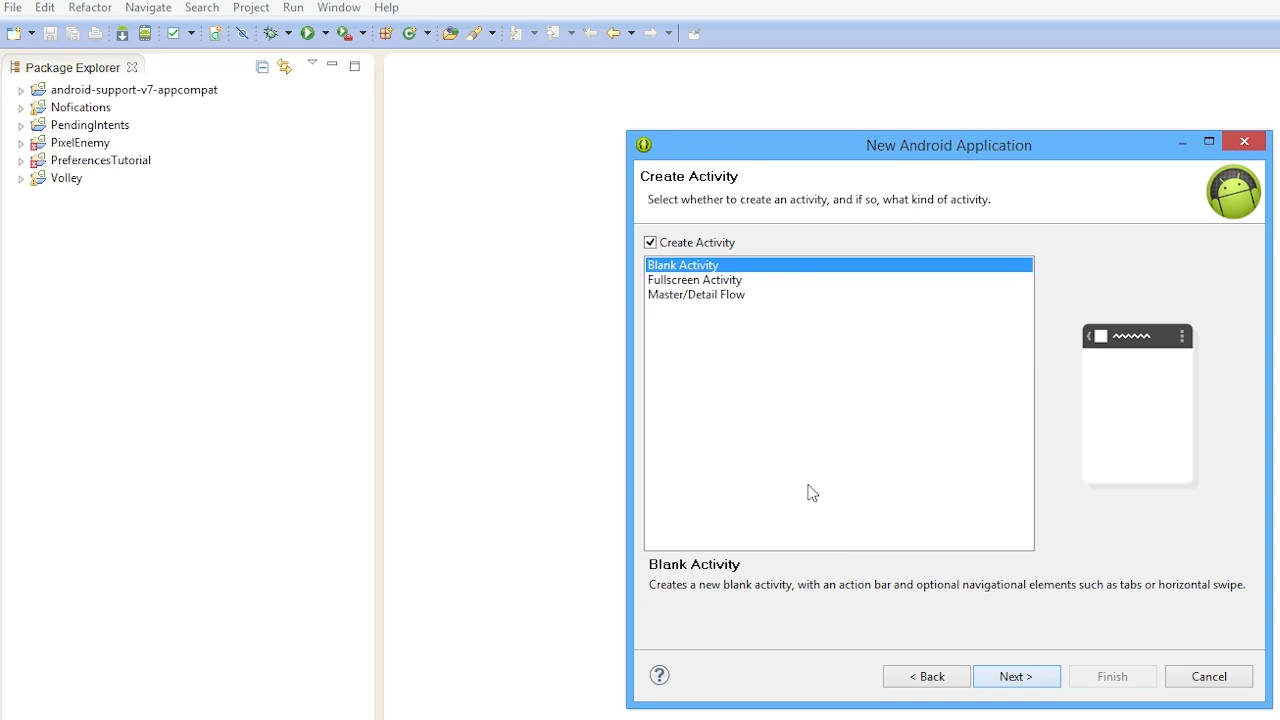 File Edit Refactor Navigate Search Project Run Window Help
Package Explorer
android-support-v7-appcompat
Nofications
PendingIntents
PixelEnemy
PreferencesTutorial
Volley
New Android Application
Create Activity
Select whether to create an activity, and if so, what kind of activity.
Create Activity
Blank Activity
Fullscreen Activity
Master/Detail Flow
Blank Activity
Creates a new blank activity, with an action bar and optional navigational elements such as tabs or horizontal swipe.
< Back Next > Finish Cancel